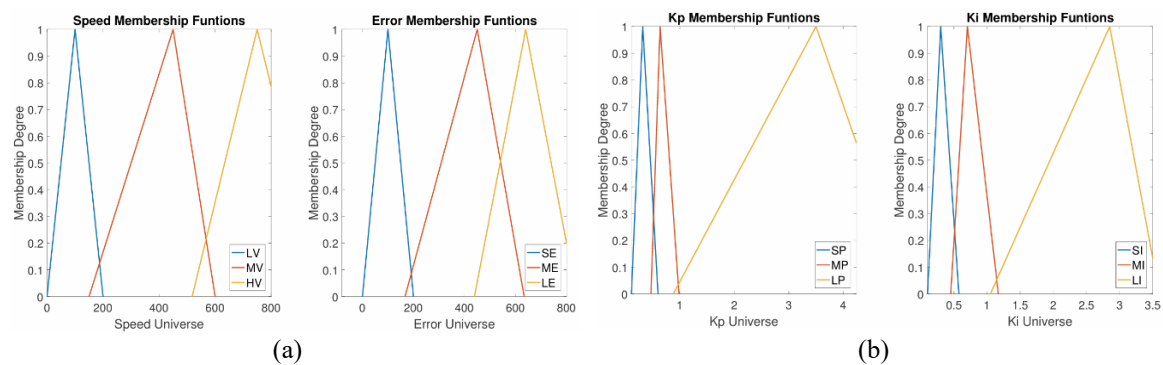 Speed Membership Funtions
Membership Degree
1
0.9
0.8
0.7
0.6
0.5
0.4
0.3
0.2
0.1
0
0 200 400 600 800
Speed Universe
LV
MV
HV
Error Membership Funtions
Membership Degree
1
0.9
0.8
0.7
0.6
0.5
0.4
0.3
0.2
0.1
0
0 200 400 600 800
Error Universe
SE
ME
LE
(a)
Kp Membership Funtions
Membership Degree
1
0.9
0.8
0.7
0.6
0.5
0.4
0.3
0.2
0.1
0
1 2 3 4
Kp Universe
SP
MP
LP
Ki Membership Funtions
Membership Degree
1
0.9
0.8
0.7
0.6
0.5
0.4
0.3
0.2
0.1
0
0.5 1 1.5 2 2.5 3 3.5
Ki Universe
SI
MI
LI
(b)